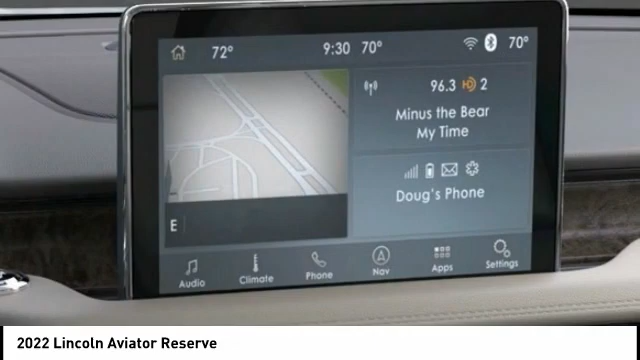 72° 9:30 70° 70°
96.3 2
Minus the Bear
My Time
Doug's Phone
E
Audio Climate Phone Nav Apps Settings
2022 Lincoln Aviator Reserve